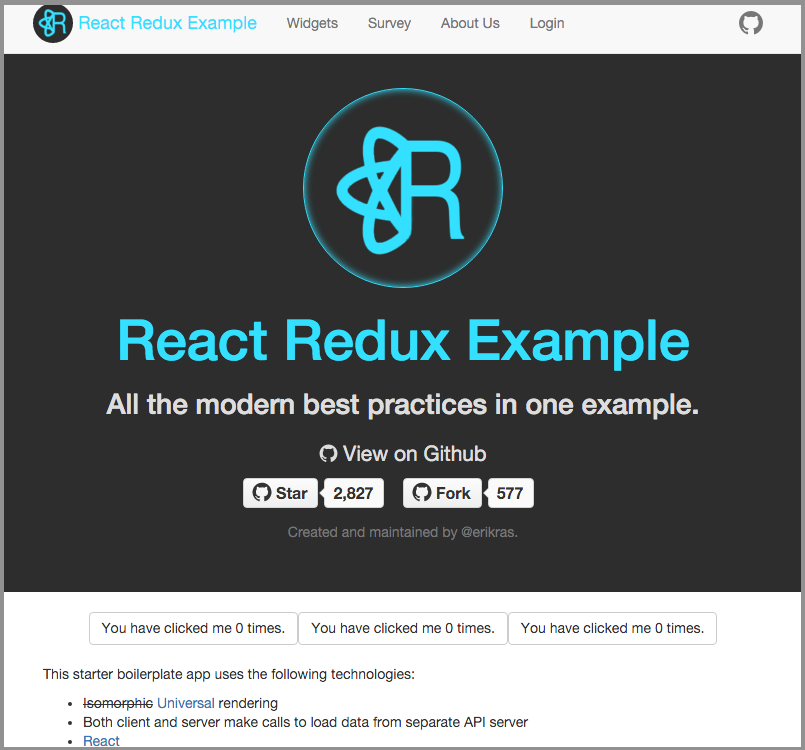 React Redux Example Widgets Survey About Us Login
R
React Redux Example
All the modern best practices in one example.
View on Github
Star 2,827 Fork 577
Created and maintained by @erikras.
You have clicked me 0 times. You have clicked me 0 times. You have clicked me 0 times.
This starter boilerplate app uses the following technologies:
Isomorphic Universal rendering
Both client and server make calls to load data from separate API server
React